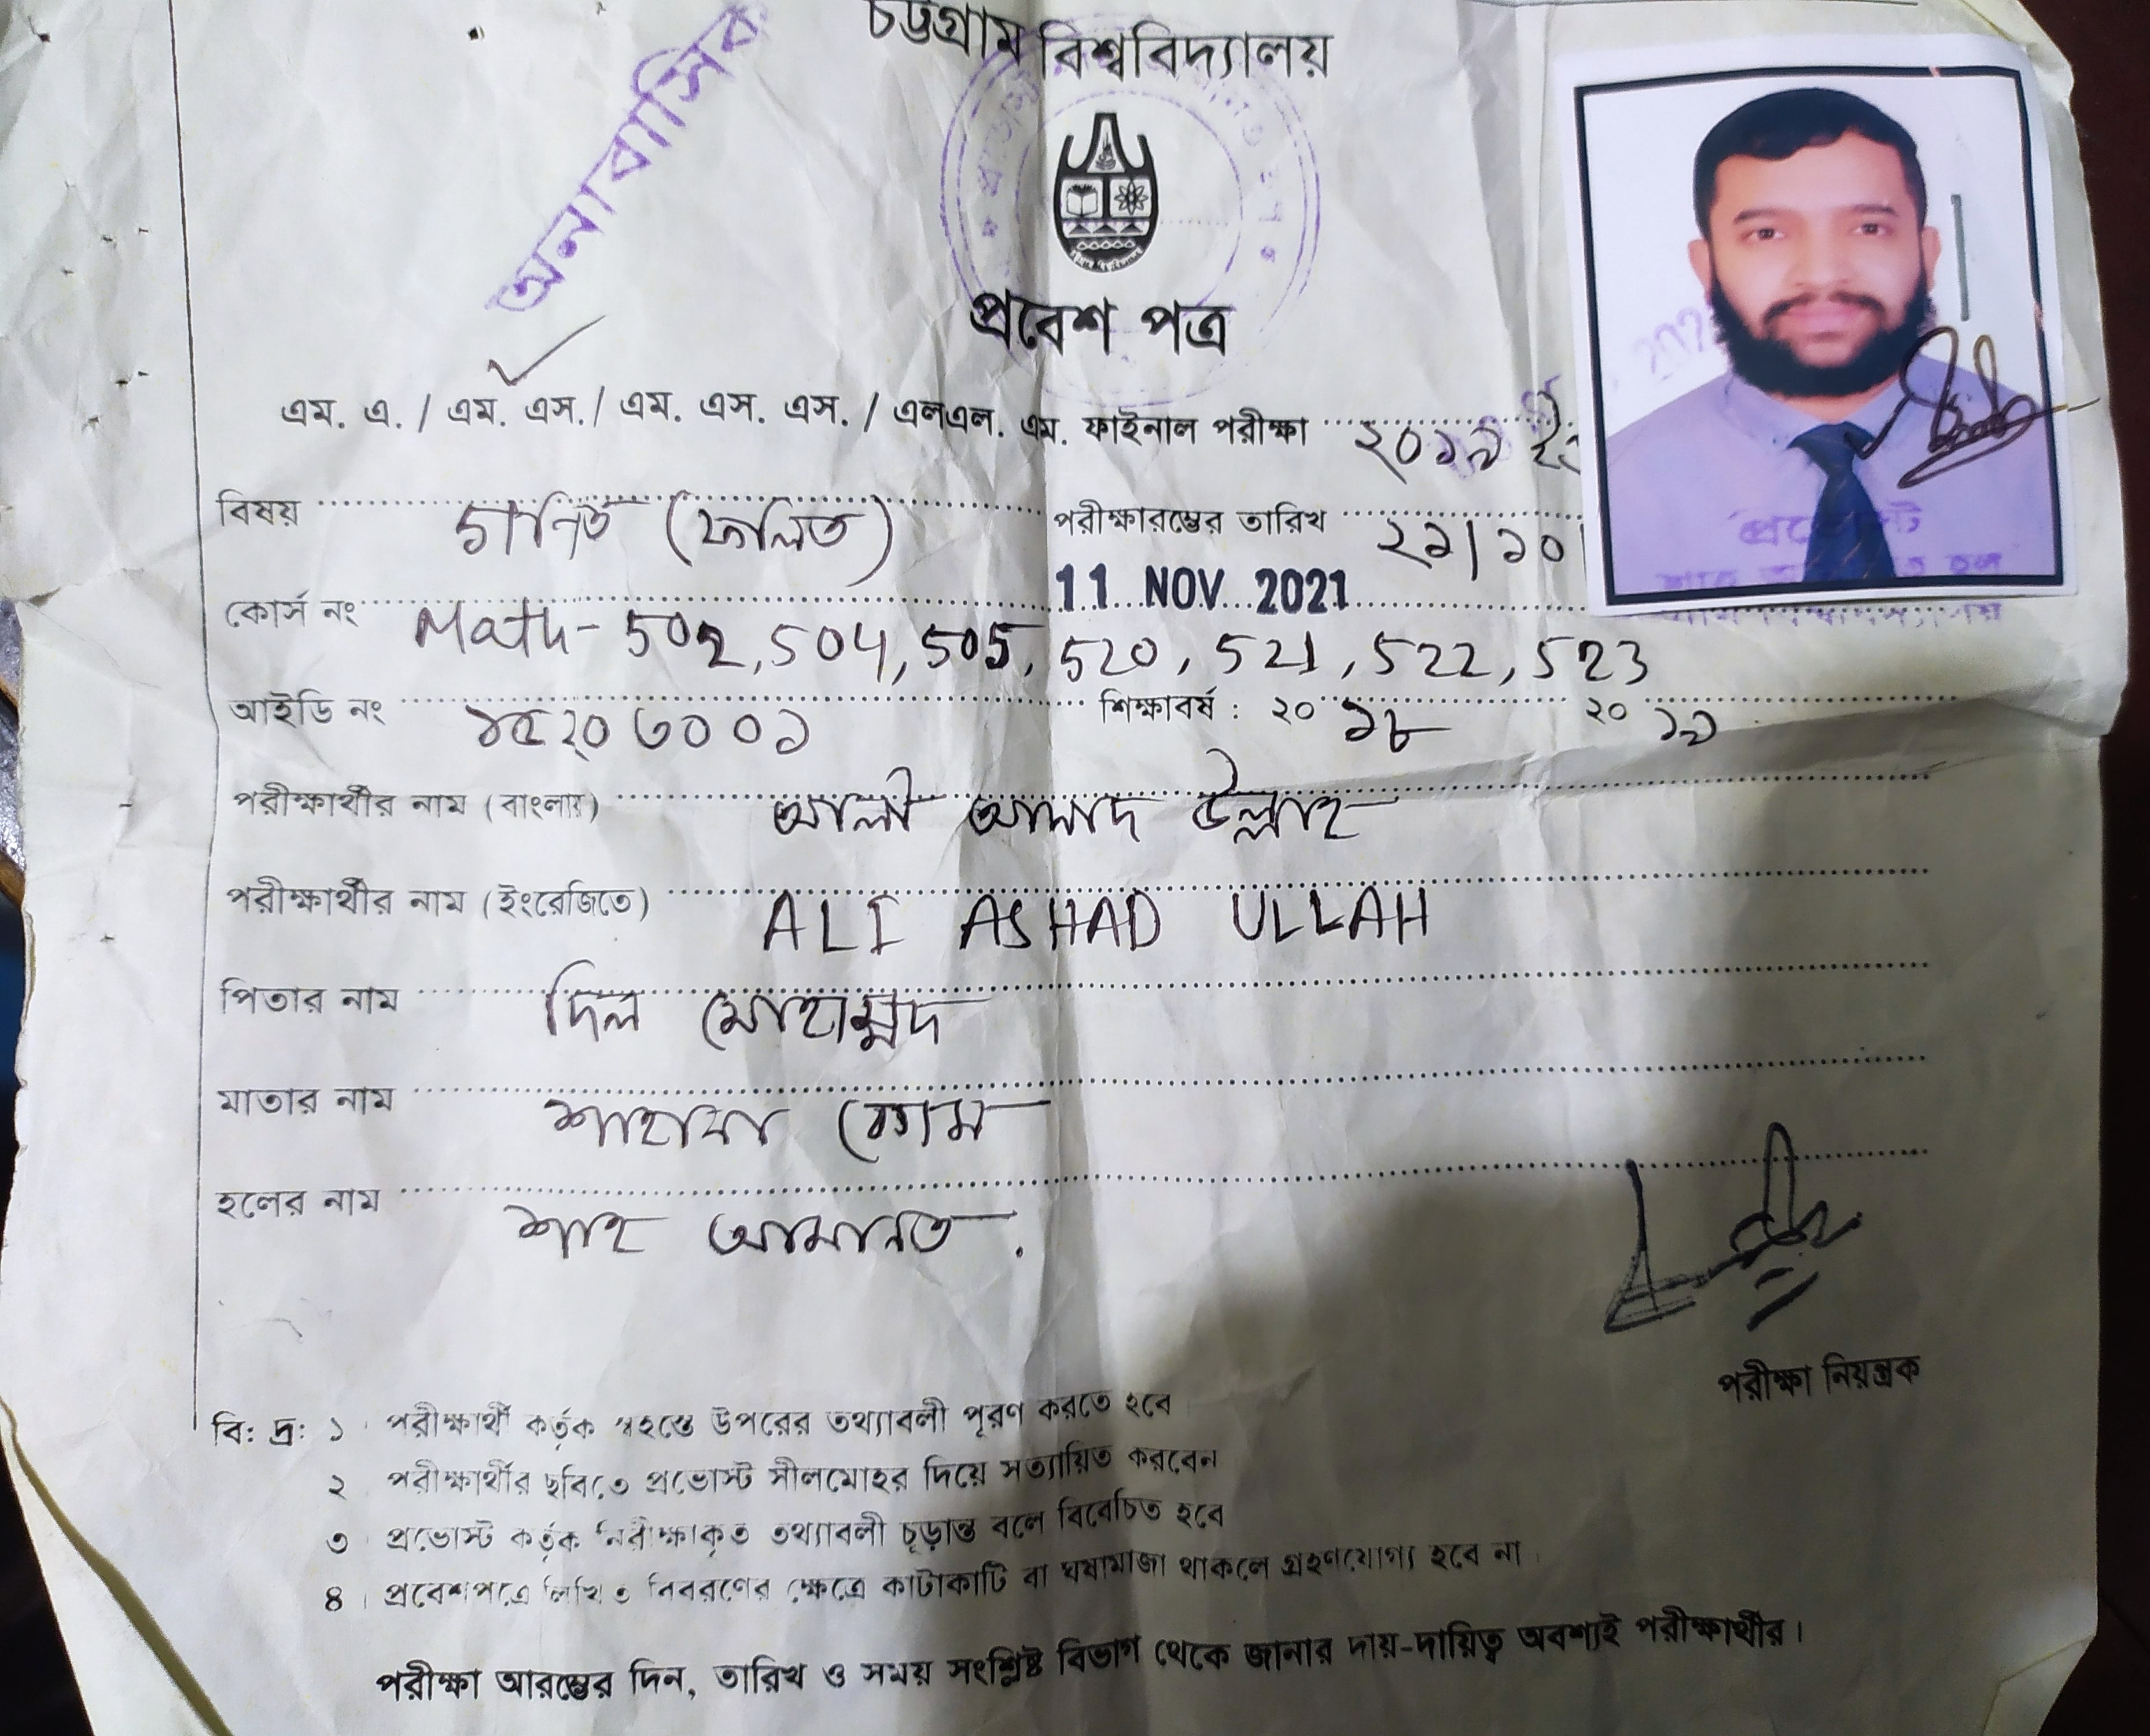 চট্টগ্রাম বিশ্ববিদ্যালয়
অনাবাসিক
প্রবেশ পত্র
এম. এ. / এম. এস. / এম. এস. এস. / এলএল. এম. ফাইনাল পরীক্ষা ২০১৯
বিষয় গণিত (ফলিত) পরীক্ষারম্ভের তারিখ ২১/১০
11 NOV 2021
কোর্স নং Math- 502, 504, 505, 520, 521, 522, 523
আইডি নং ১৫২০৩০০১ শিক্ষাবর্ষ : ২০১৮ ২০১৯
পরীক্ষার্থীর নাম (বাংলায়) আলী আসাদ উল্লাহ
পরীক্ষার্থীর নাম (ইংরেজিতে) ALI ASHAD ULLAH
পিতার নাম দিল মোহাম্মদ
মাতার নাম শাহানা বেগম
হলের নাম শাহ আমানত .
পরীক্ষা নিয়ন্ত্রক
বি: দ্র: ১। পরীক্ষার্থী কর্তৃক স্বহস্তে উপরের তথ্যাবলী পূরণ করতে হবে
২ পরীক্ষার্থীর ছবিতে প্রভোস্ট সীলমোহর দিয়ে সত্যায়িত করবেন
৩ প্রভোস্ট কর্তৃক নিরীক্ষাকৃত তথ্যাবলী চূড়ান্ত বলে বিবেচিত হবে
৪। প্রবেশপত্রে লিখিত বিবরণের ক্ষেত্রে কাটাকাটি বা ঘষামাজা থাকলে গ্রহণযোগ্য হবে না।
পরীক্ষা আরম্ভের দিন, তারিখ ও সময় সংশ্লিষ্ট বিভাগ থেকে জানার দায়-দায়িত্ব অবশ্যই পরীক্ষার্থীর।